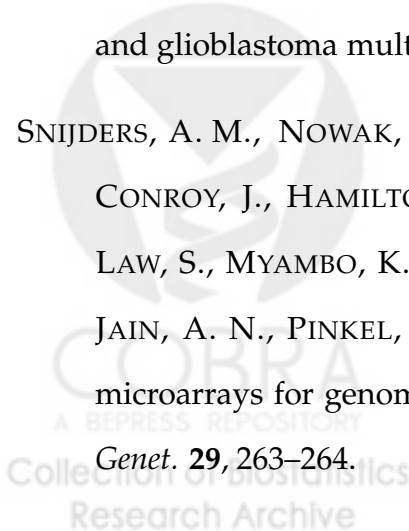 and glioblastoma mult
SNIJDERS, A. M., NOWAK,
CONROY, J., HAMILTO
LAW, S., MYAMBO, K.
JAIN, A. N., PINKEL,
COBRA
microarrays for genom
A BEPRESS REPOSITORY
Genet. 29, 263–264.
Collection of Biostatistics
Research Archive